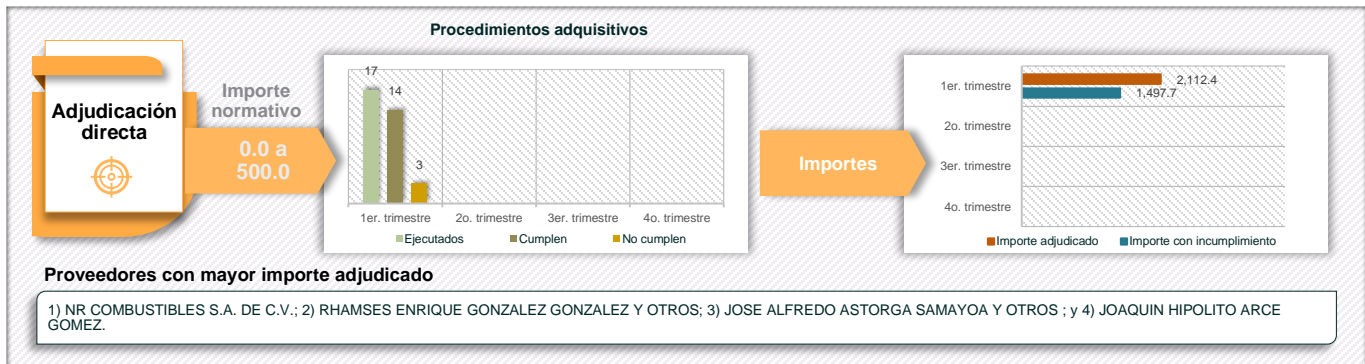 Procedimientos adquisitivos
Adjudicación
directa
Importe
normativo
0.0 a
500.0
17
14
3
1er. trimestre
2o. trimestre
3er. trimestre
4o. trimestre
Ejecutados
Cumplen
No cumplen
Importes
1er. trimestre
2,112.4
1,497.7
2o. trimestre
3er. trimestre
4o. trimestre
Importe adjudicado
Importe con incumplimiento
Proveedores con mayor importe adjudicado
1) NR COMBUSTIBLES S.A. DE C.V.; 2) RHAMSES ENRIQUE GONZALEZ GONZALEZ Y OTROS; 3) JOSE ALFREDO ASTORGA SAMAYOA Y OTROS ; y 4) JOAQUIN HIPOLITO ARCE
GOMEZ.